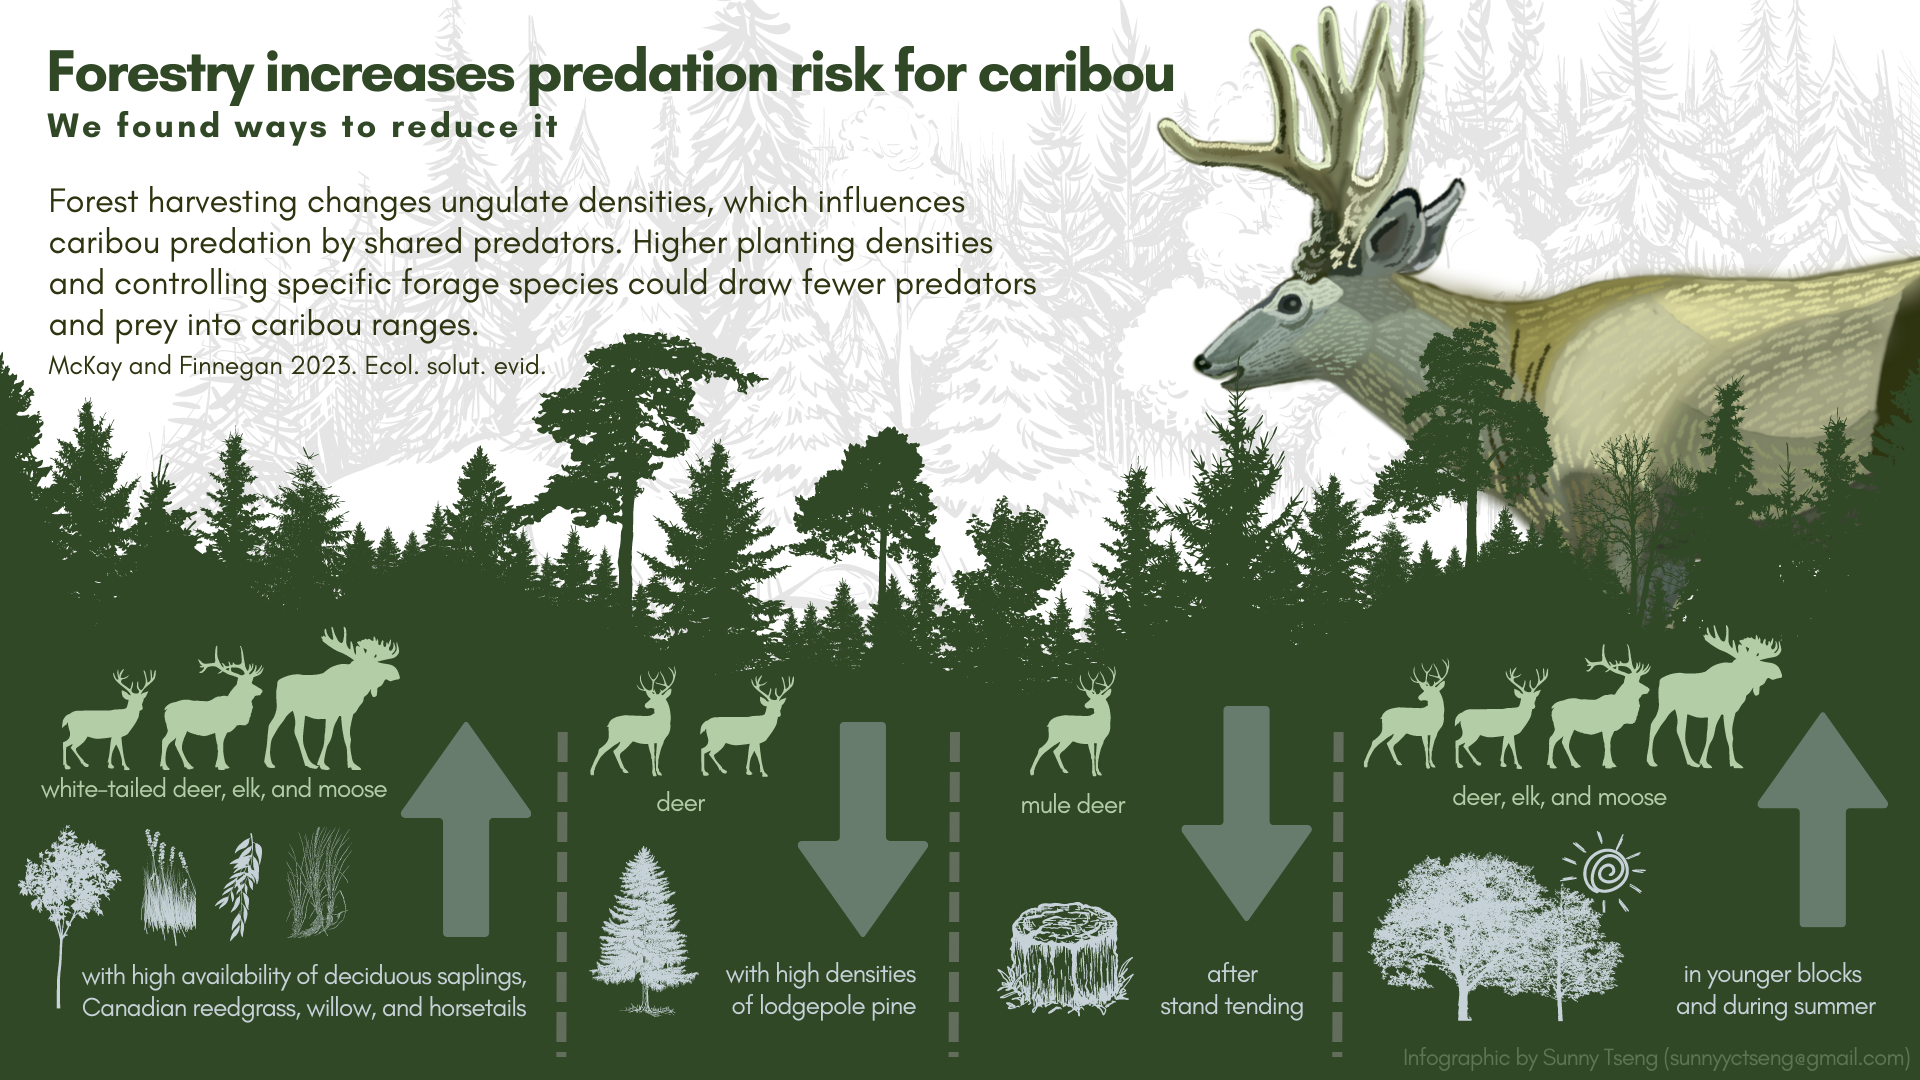 Forestry increases predation risk for caribou
We found ways to reduce it
Forest harvesting changes ungulate densities, which influences
caribou predation by shared predators. Higher planting densities
and controlling specific forage species could draw fewer predators
and prey into caribou ranges.
McKay and Finnegan 2023. Ecol. solut. evid.
white-tailed deer, elk, and moose
with high availability of deciduous saplings,
Canadian reedgrass, willow, and horsetails
deer
with high densities
of lodgepole pine
mule deer
after
stand tending
deer, elk, and moose
in younger blocks
and during summer
Infographic by Sunny Tseng (sunnyyctseng@gmail.com)